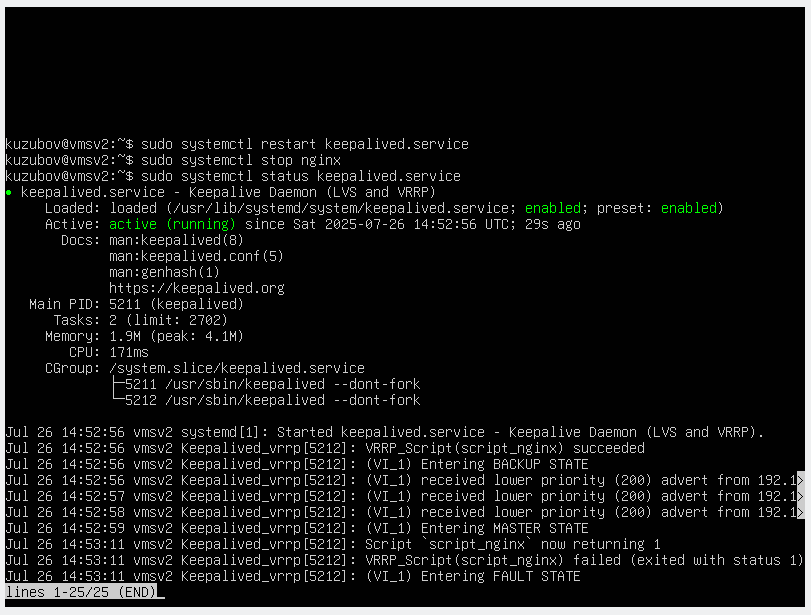 kuzubov@vmsv2:~$ sudo systemctl restart keepalived.service
kuzubov@vmsv2:~$ sudo systemctl stop nginx
kuzubov@vmsv2:~$ sudo systemctl status keepalived.service
● keepalived.service - Keepalive Daemon (LVS and VRRP)
     Loaded: loaded (/usr/lib/systemd/system/keepalived.service; enabled; preset: enabled)
     Active: active (running) since Sat 2025-07-26 14:52:56 UTC; 29s ago
       Docs: man:keepalived(8)
             man:keepalived.conf(5)
             man:genhash(1)
             https://keepalived.org
   Main PID: 5211 (keepalived)
      Tasks: 2 (limit: 2702)
     Memory: 1.9M (peak: 4.1M)
        CPU: 171ms
     CGroup: /system.slice/keepalived.service
             ├─5211 /usr/sbin/keepalived --dont-fork
             └─5212 /usr/sbin/keepalived --dont-fork
Jul 26 14:52:56 vmsv2 systemd[1]: Started keepalived.service - Keepalive Daemon (LVS and VRRP).
Jul 26 14:52:56 vmsv2 Keepalived_vrrp[5212]: VRRP_Script(script_nginx) succeeded
Jul 26 14:52:56 vmsv2 Keepalived_vrrp[5212]: (VI_1) Entering BACKUP STATE
Jul 26 14:52:56 vmsv2 Keepalived_vrrp[5212]: (VI_1) received lower priority (200) advert from 192.1>
Jul 26 14:52:57 vmsv2 Keepalived_vrrp[5212]: (VI_1) received lower priority (200) advert from 192.1>
Jul 26 14:52:58 vmsv2 Keepalived_vrrp[5212]: (VI_1) received lower priority (200) advert from 192.1>
Jul 26 14:52:59 vmsv2 Keepalived_vrrp[5212]: (VI_1) Entering MASTER STATE
Jul 26 14:53:11 vmsv2 Keepalived_vrrp[5212]: Script `script_nginx` now returning 1
Jul 26 14:53:11 vmsv2 Keepalived_vrrp[5212]: VRRP_Script(script_nginx) failed (exited with status 1)
Jul 26 14:53:11 vmsv2 Keepalived_vrrp[5212]: (VI_1) Entering FAULT STATE
lines 1-25/25 (END)